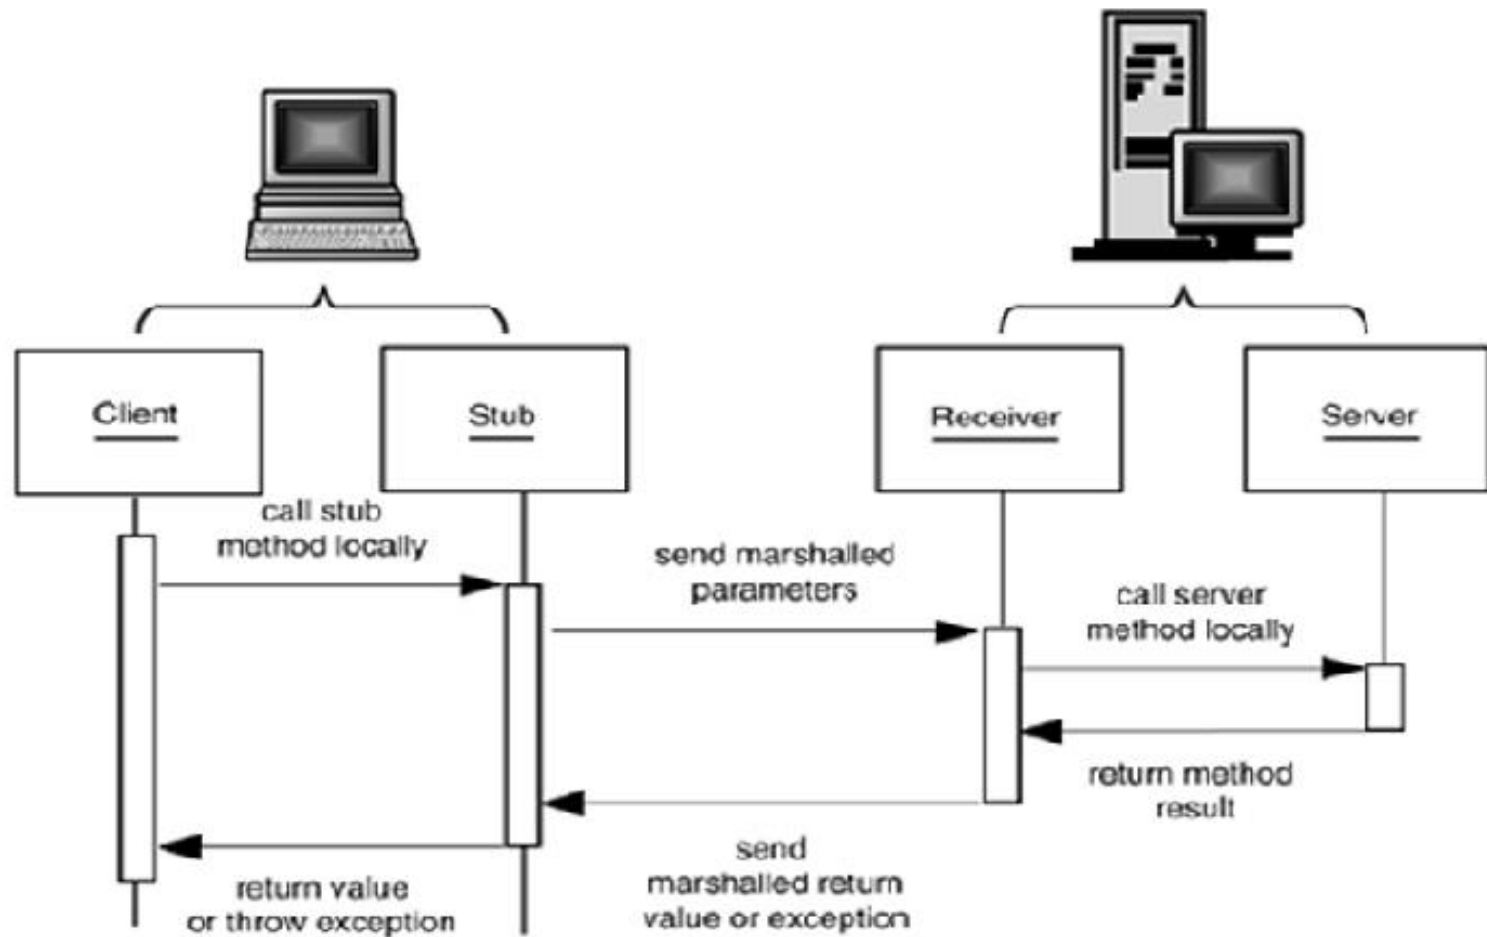 Client
Stub
Receiver
Server
call stub
method locally
send marshalled
parameters
call server
method locally
return method
result
send
marshalled return
value or exception
return value
or throw exception